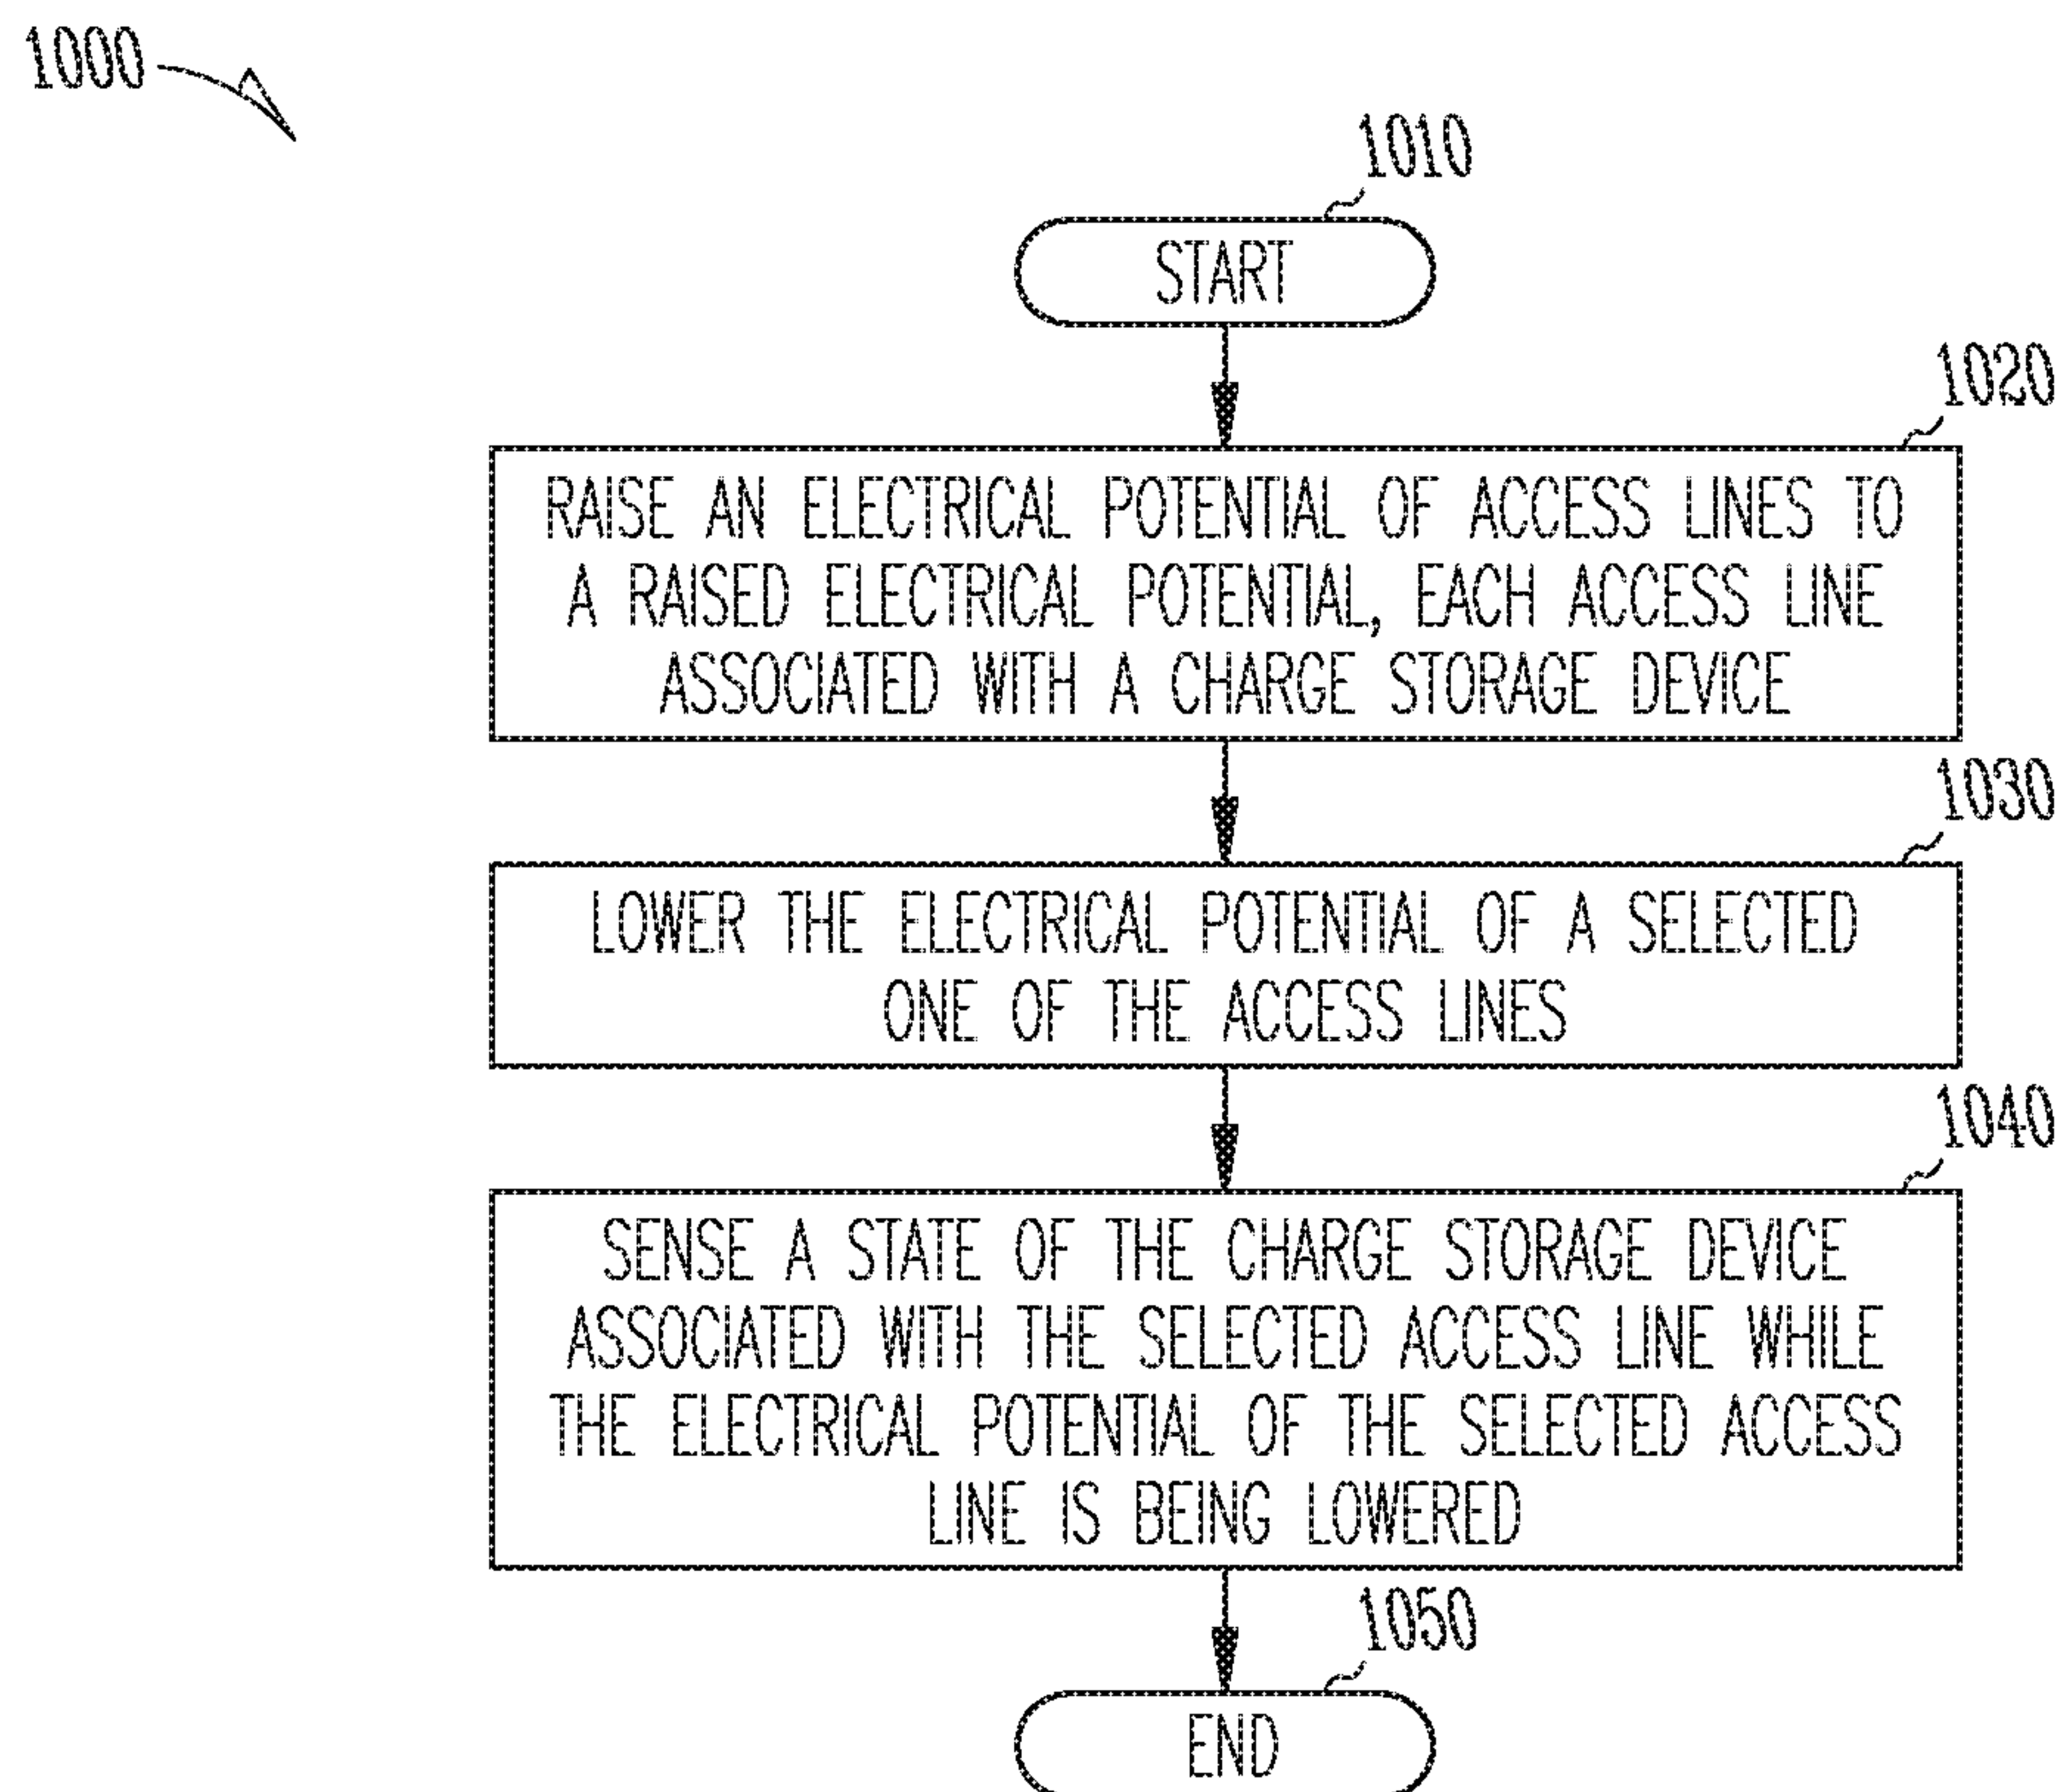 1000
1010
START
1020
RAISE AN ELECTRICAL POTENTIAL OF ACCESS LINES TO
A RAISED ELECTRICAL POTENTIAL, EACH ACCESS LINE
ASSOCIATED WITH A CHARGE STORAGE DEVICE
1030
LOWER THE ELECTRICAL POTENTIAL OF A SELECTED
ONE OF THE ACCESS LINES
1040
SENSE A STATE OF THE CHARGE STORAGE DEVICE
ASSOCIATED WITH THE SELECTED ACCESS LINE WHILE
THE ELECTRICAL POTENTIAL OF THE SELECTED ACCESS
LINE IS BEING LOWERED
1050
END